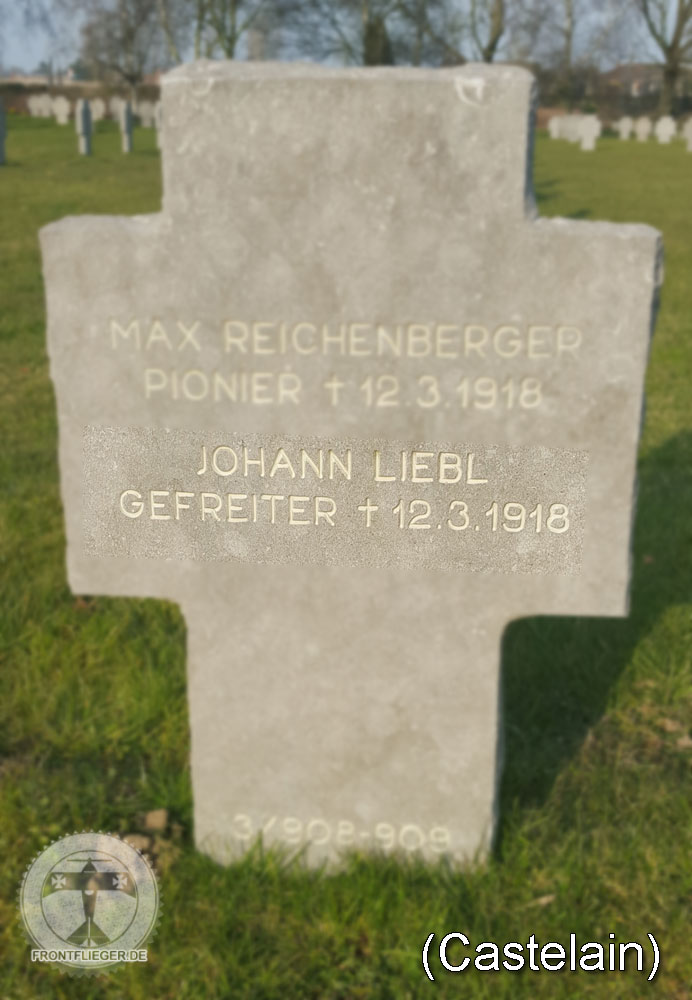 MAX REICHENBERGER
PIONIER † 12.3.1918
JOHANN LIEBL
GEFREITER † 12.3.1918
3/908-909
FRONTFLIEGER.DE
(Castelain)